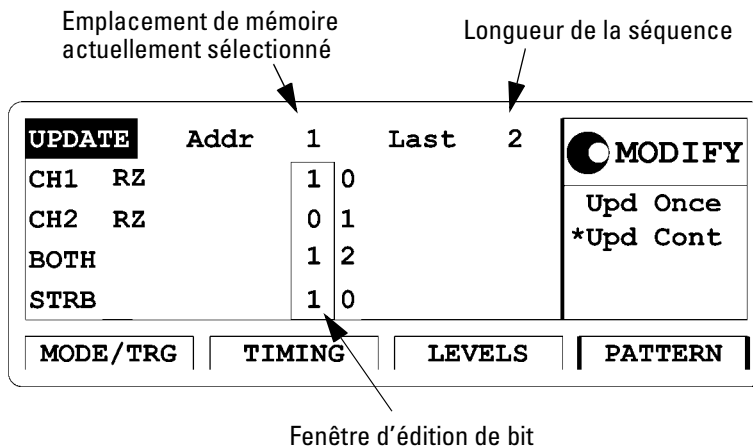 Emplacement de mémoire
actuellement sélectionné
Longueur de la séquence
UPDATE Addr 1 Last 2
MODIFY
CH1 RZ 1 0
Upd Once
CH2 RZ 0 1
*Upd Cont
BOTH 1 2
STRB 1 0
MODE/TRG TIMING LEVELS PATTERN
Fenêtre d'édition de bit